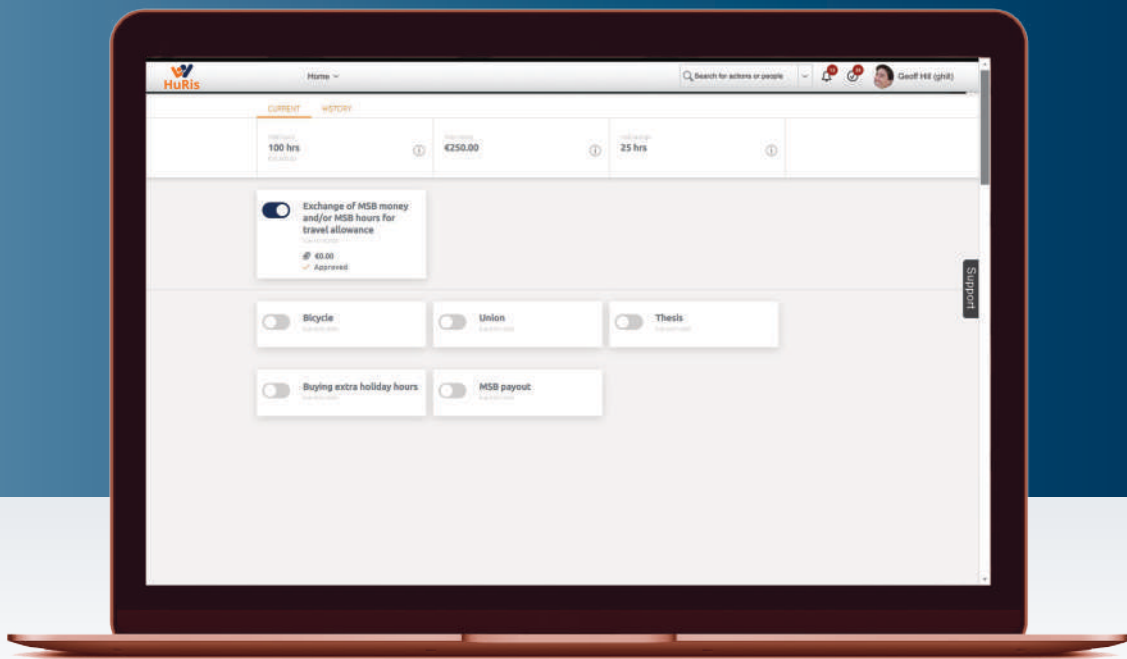 HuRis
Home
Search for actions or people
Geoff Hill (ghill)
CURRENT HISTORY
100 hrs
€250.00
25 hrs
Exchange of MSB money
and/or MSB hours for
travel allowance
€0.00
Approved
Support
Bicycle
Union
Thesis
Buying extra holiday hours
MSB payout